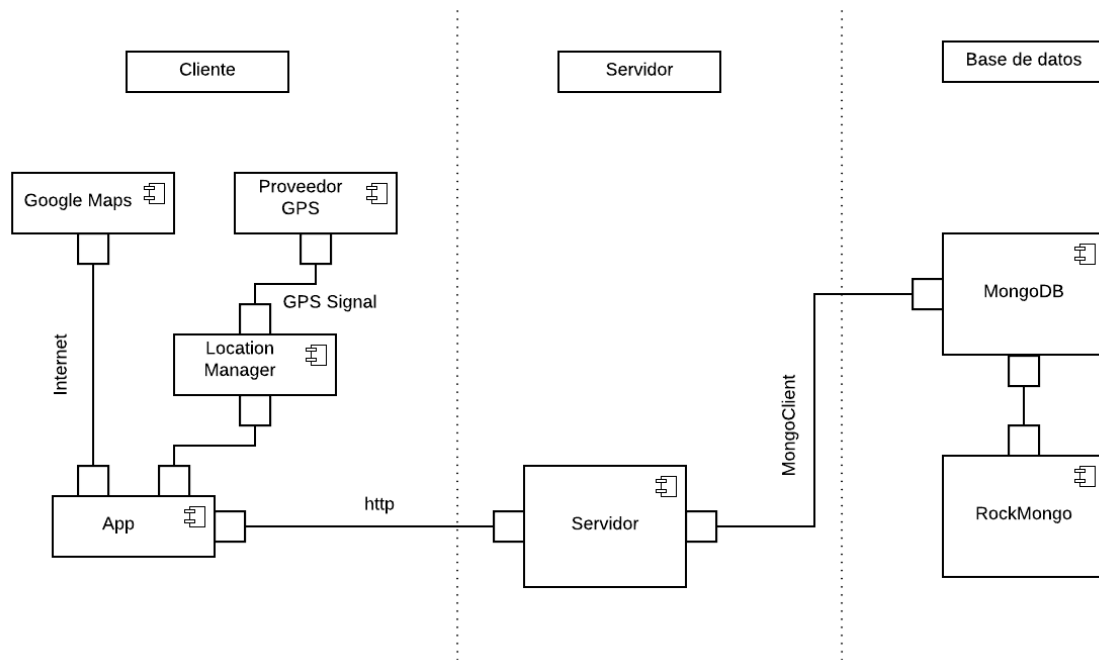 Cliente
Servidor
Base de datos
Google Maps
Proveedor
GPS
GPS Signal
Location
Manager
Internet
App
http
Servidor
MongoClient
MongoDB
RockMongo